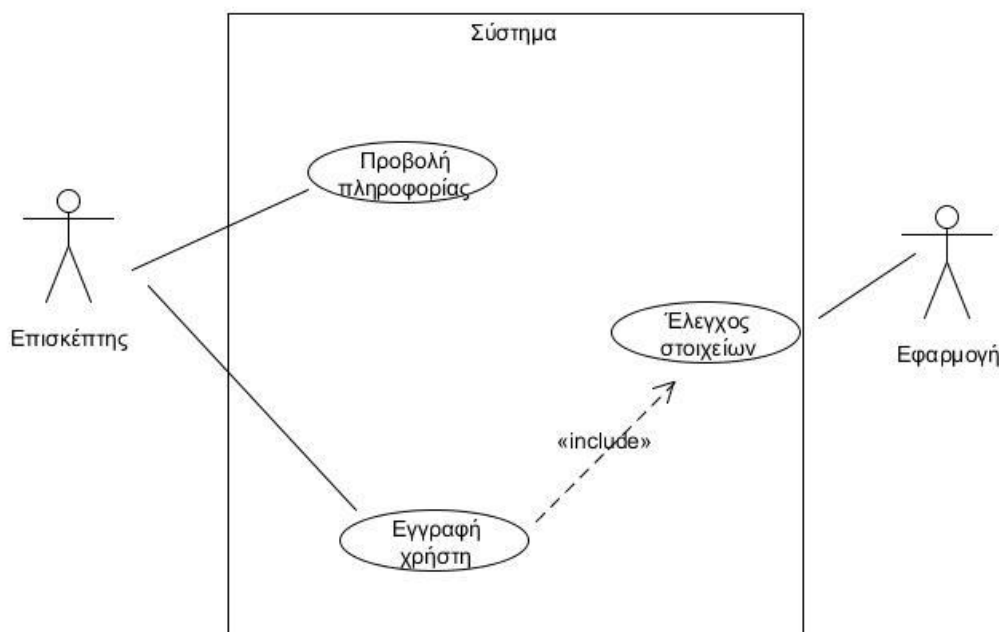 Σύστημα
Προβολή
πληροφορίας
Επισκέπτης
Έλεγχος
στοιχείων
Εφαρμογή
«include»
Εγγραφή
χρήστη